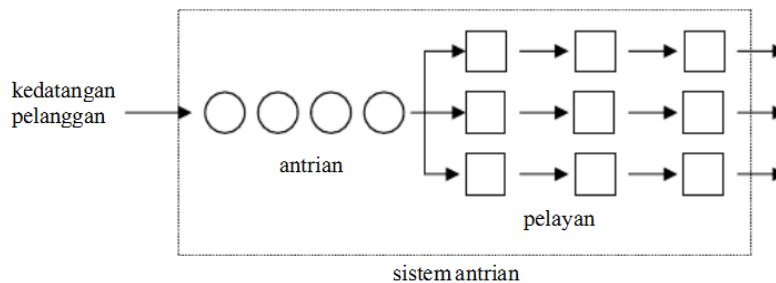 kedatangan
pelanggan
antrian
pelayan
sistem antrian